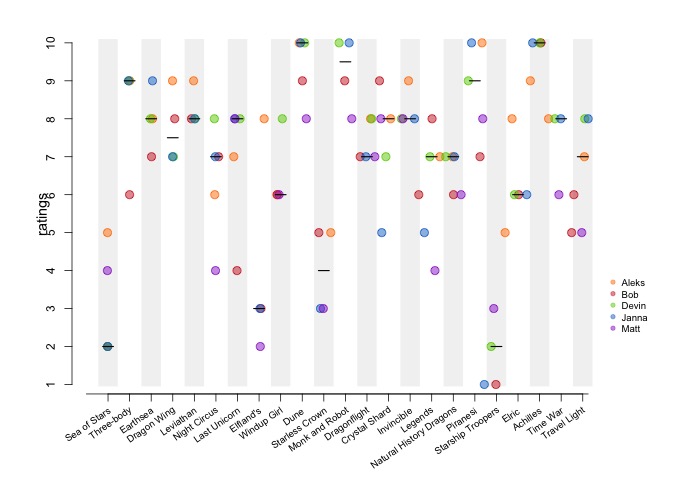 ratings
10
9
8
7
6
5
4
3
2
1
Sea of Stars
Three-body
Earthsea
Dragon Wing
Leviathan
Night Circus
Last Unicorn
Elfland's
Windup Girl
Dune
Starless Crown
Monk and Robot
Dragonflight
Crystal Shard
Invincible
Legends
Natural History Dragons
Piranesi
Starship Troopers
Elric
Achilles
Time War
Travel Light
Aleks
Bob
Devin
Janna
Matt